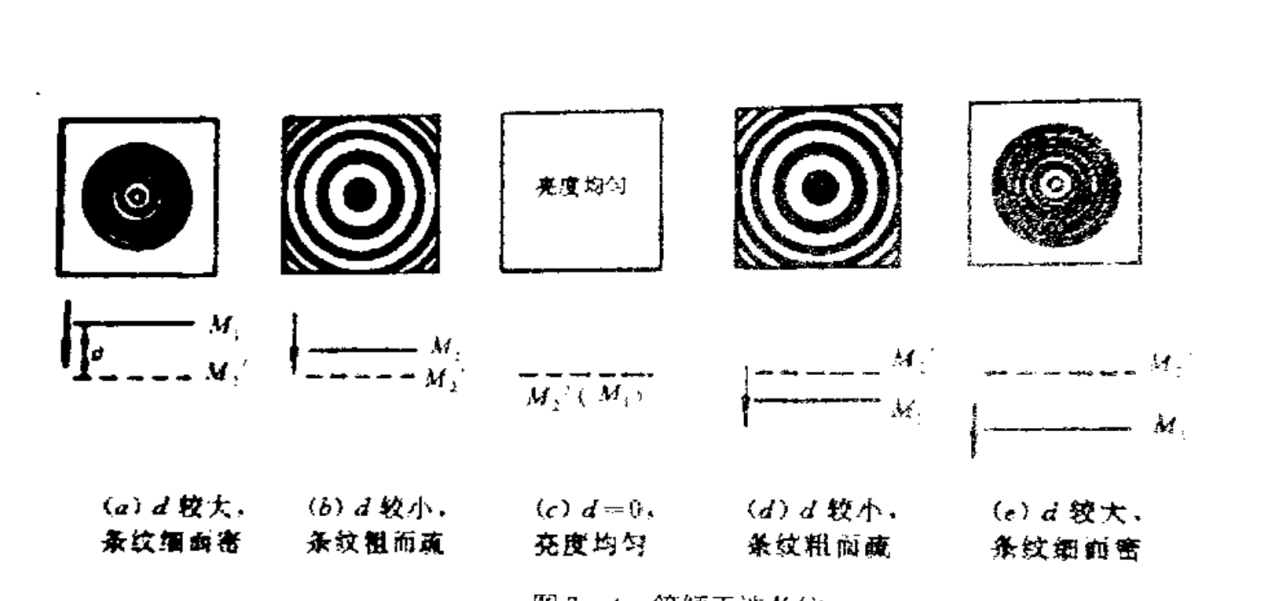 亮度均匀
M₁
d
M₂′
M₁
M₂′
M₂′(M₁)
M₂′
M₁
M₂′
M₁
(a) d 较大,
条纹细而密
(b) d 较小,
条纹粗而疏
(c) d=0,
亮度均匀
(d) d 较小,
条纹粗而疏
(e) d 较大,
条纹细而密